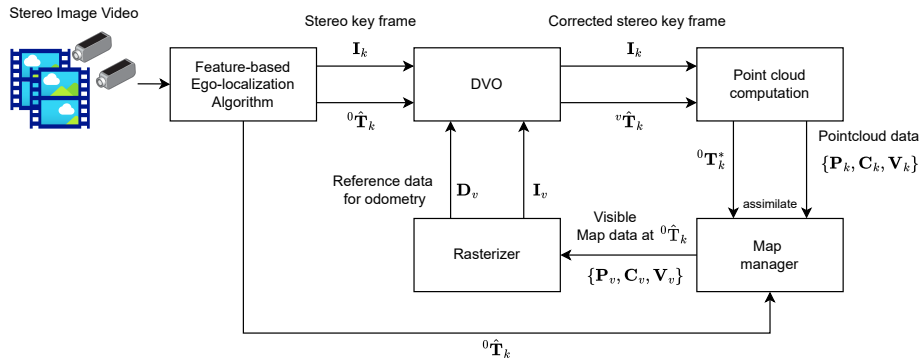 Stereo Image Video
Stereo key frame
Corrected stereo key frame
I_k
I_k
Feature-based
Ego-localization
Algorithm
DVO
Point cloud
computation
^0T̂_k
^vT̂_k
^0T*_k
Pointcloud data
{P_k, C_k, V_k}
Reference data
for odometry
D_v
I_v
assimilate
Visible
Map data at ^0T̂_k
Rasterizer
Map
manager
{P_v, C_v, V_v}
^0T̂_k